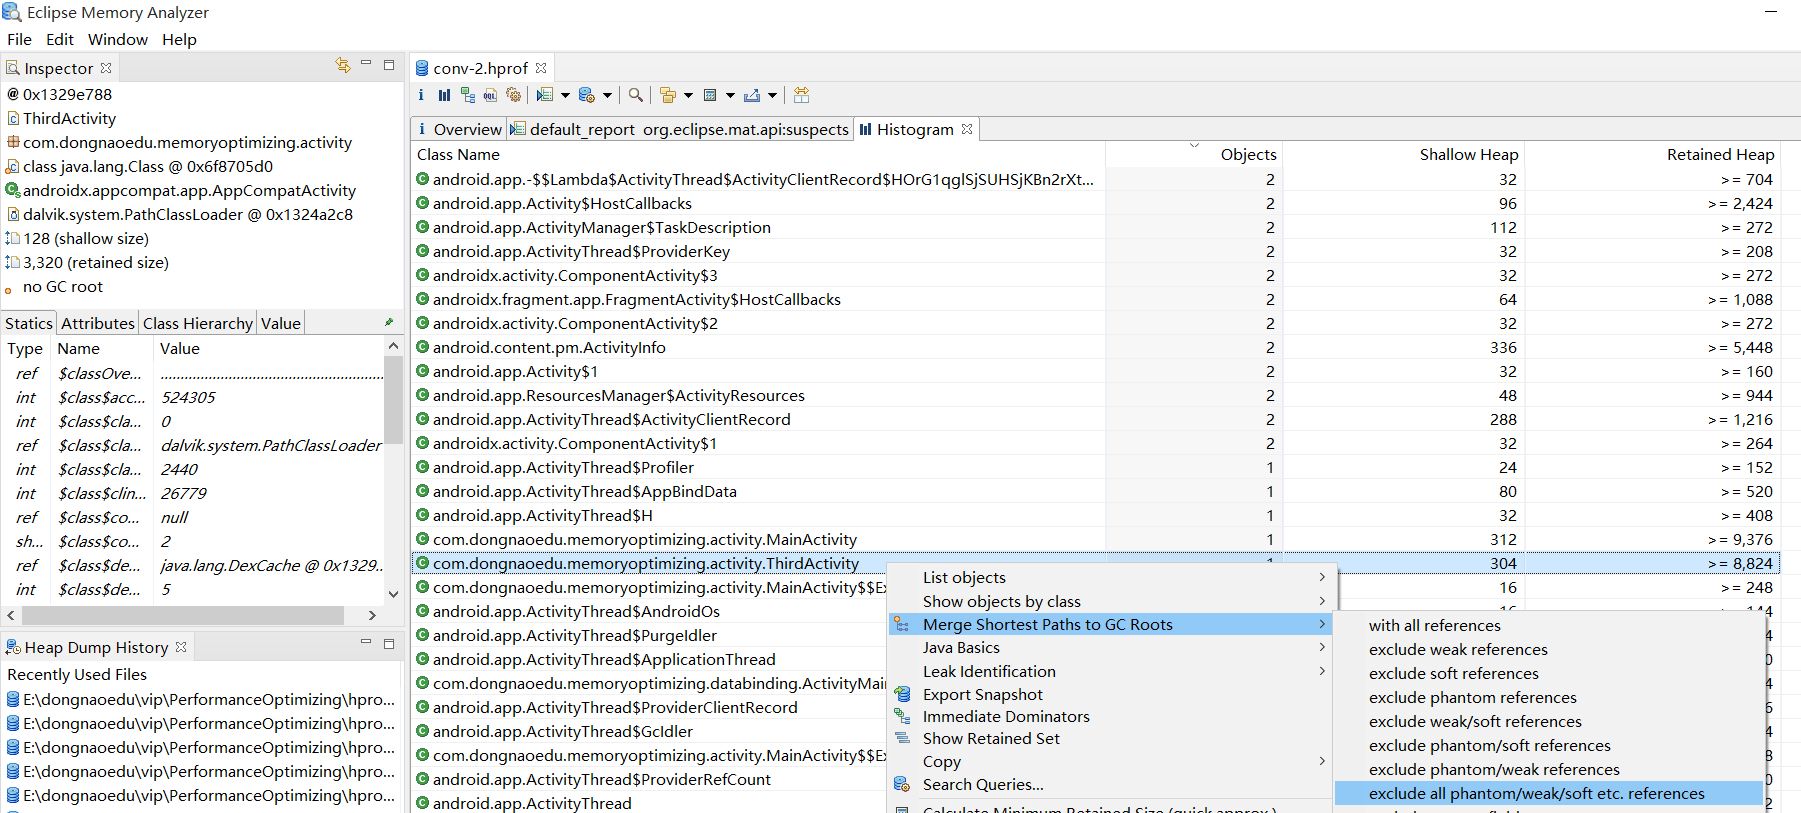 Eclipse Memory Analyzer
File Edit Window Help
Inspector
@ 0x1329e788
ThirdActivity
com.dongnaoedu.memoryoptimizing.activity
class java.lang.Class @ 0x6f8705d0
androidx.appcompat.app.AppCompatActivity
dalvik.system.PathClassLoader @ 0x1324a2c8
128 (shallow size)
3,320 (retained size)
no GC root
Statics Attributes Class Hierarchy Value
Type Name Value
ref $classOve... ........................................................
int $class$acc... 524305
int $class$cla... 0
ref $class$cla... dalvik.system.PathClassLoader
int $class$cla... 2440
int $class$clin... 26779
ref $class$co... null
sh... $class$co... 2
ref $class$de... java.lang.DexCache @ 0x1329...
int $class$de... 5
Heap Dump History
Recently Used Files
E:\dongnaoedu\vip\PerformanceOptimizing\hpro...
E:\dongnaoedu\vip\PerformanceOptimizing\hpro...
E:\dongnaoedu\vip\PerformanceOptimizing\hpro...
E:\dongnaoedu\vip\PerformanceOptimizing\hpro...
E:\dongnaoedu\vip\PerformanceOptimizing\hpro...
conv-2.hprof
Overview default_report org.eclipse.mat.api:suspects Histogram
Class Name Objects Shallow Heap Retained Heap
android.app.-$$Lambda$ActivityThread$ActivityClientRecord$HOrG1qglSjSUHSjKBn2rXt... 2 32 >= 704
android.app.Activity$HostCallbacks 2 96 >= 2,424
android.app.ActivityManager$TaskDescription 2 112 >= 272
android.app.ActivityThread$ProviderKey 2 32 >= 208
androidx.activity.ComponentActivity$3 2 32 >= 272
androidx.fragment.app.FragmentActivity$HostCallbacks 2 64 >= 1,088
androidx.activity.ComponentActivity$2 2 32 >= 272
android.content.pm.ActivityInfo 2 336 >= 5,448
android.app.Activity$1 2 32 >= 160
android.app.ResourcesManager$ActivityResources 2 48 >= 944
android.app.ActivityThread$ActivityClientRecord 2 288 >= 1,216
androidx.activity.ComponentActivity$1 2 32 >= 264
android.app.ActivityThread$Profiler 1 24 >= 152
android.app.ActivityThread$AppBindData 1 80 >= 520
android.app.ActivityThread$H 1 32 >= 408
com.dongnaoedu.memoryoptimizing.activity.MainActivity 1 312 >= 9,376
com.dongnaoedu.memoryoptimizing.activity.ThirdActivity 1 304 >= 8,824
com.dongnaoedu.memoryoptimizing.activity.MainActivity$$E 16 >= 248
android.app.ActivityThread$AndroidOs 16 144
android.app.ActivityThread$PurgeIdler 4
android.app.ActivityThread$ApplicationThread 0
com.dongnaoedu.memoryoptimizing.databinding.ActivityMai 4
android.app.ActivityThread$ProviderClientRecord 6
android.app.ActivityThread$GcIdler 4
com.dongnaoedu.memoryoptimizing.activity.MainActivity$$E 8
android.app.ActivityThread$ProviderRefCount 0
android.app.ActivityThread 2
List objects
Show objects by class
Merge Shortest Paths to GC Roots
Java Basics
Leak Identification
Export Snapshot
Immediate Dominators
Show Retained Set
Copy
Search Queries...
Calculate Minimum Retained Size (quick approx.)
with all references
exclude weak references
exclude soft references
exclude phantom references
exclude weak/soft references
exclude phantom/soft references
exclude phantom/weak references
exclude all phantom/weak/soft etc. references